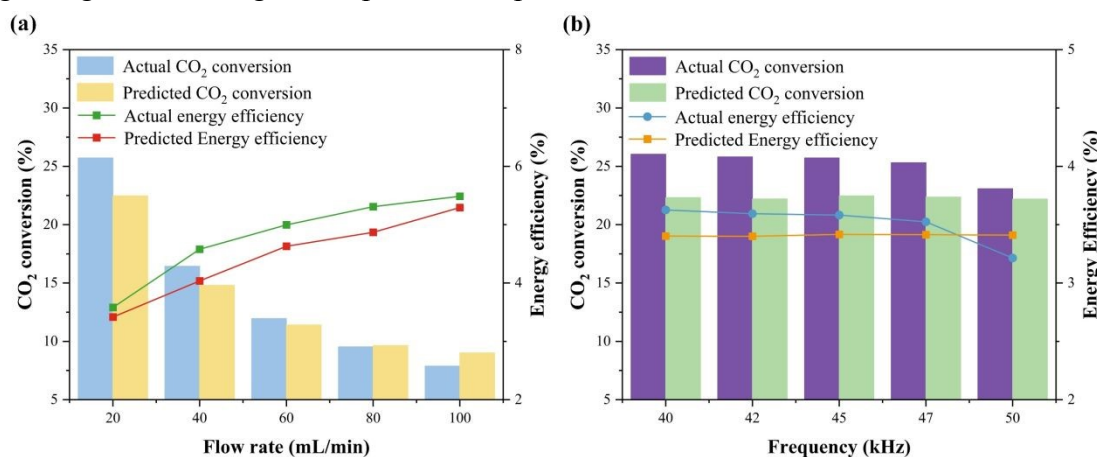 (a)
35
30
25
20
15
10
5
CO2 conversion (%)
Actual CO2 conversion
Predicted CO2 conversion
Actual energy efficiency
Predicted Energy efficiency
8
6
4
2
Energy efficiency (%)
20 40 60 80 100
Flow rate (mL/min)
(b)
35
30
25
20
15
10
5
CO2 conversion (%)
Actual CO2 conversion
Predicted CO2 conversion
Actual energy efficiency
Predicted Energy efficiency
5
4
3
2
Energy Efficiency (%)
40 42 45 47 50
Frequency (kHz)